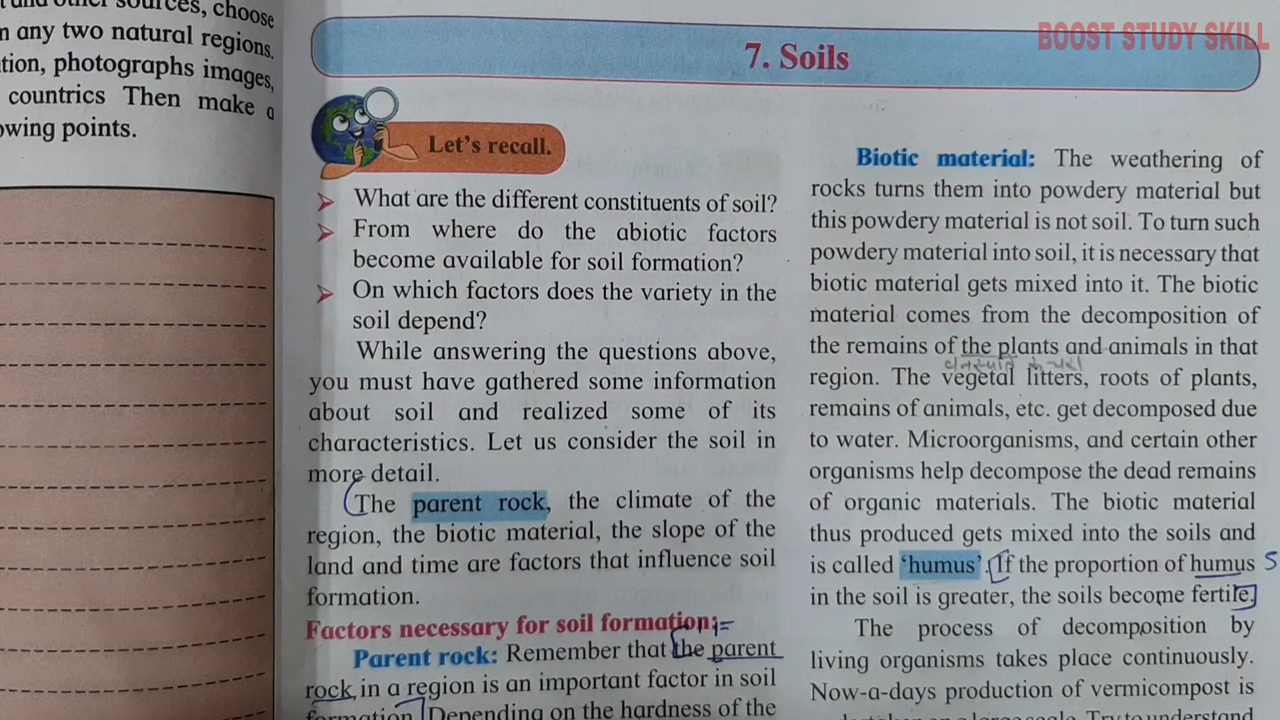 and other sources, choose
any two natural regions.
tion, photographs images,
countries Then make a
owing points.
BOOST STUDY SKILL
7. Soils
Let's recall.
What are the different constituents of soil?
From where do the abiotic factors
become available for soil formation?
On which factors does the variety in the
soil depend?
While answering the questions above,
you must have gathered some information
about soil and realized some of its
characteristics. Let us consider the soil in
more detail.
The parent rock, the climate of the
region, the biotic material, the slope of the
land and time are factors that influence soil
formation.
Factors necessary for soil formation:
Parent rock: Remember that the parent
rock in a region is an important factor in soil
formation. Depending on the hardness of the
Biotic material: The weathering of
rocks turns them into powdery material but
this powdery material is not soil. To turn such
powdery material into soil, it is necessary that
biotic material gets mixed into it. The biotic
material comes from the decomposition of
the remains of the plants and animals in that
region. The vegetal litters, roots of plants,
remains of animals, etc. get decomposed due
to water. Microorganisms, and certain other
organisms help decompose the dead remains
of organic materials. The biotic material
thus produced gets mixed into the soils and
is called 'humus'. If the proportion of humus 5
in the soil is greater, the soils become fertile.
The process of decomposition by
living organisms takes place continuously.
Now-a-days production of vermicompost is
undertaken on a large scale. Try to understand